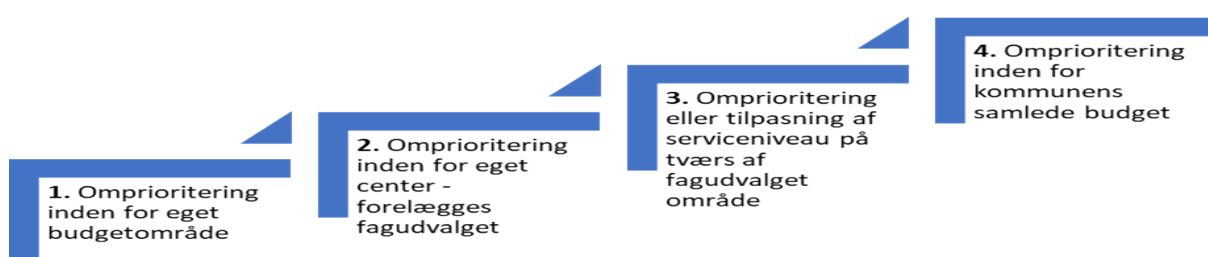 1. Omprioritering
inden for eget
budgetområde
2. Omprioritering
inden for eget
center -
forelægges
fagudvalget
3. Omprioritering
eller tilpasning af
serviceniveau på
tværs af
fagudvalget
område
4. Omprioritering
inden for
kommunens
samlede budget